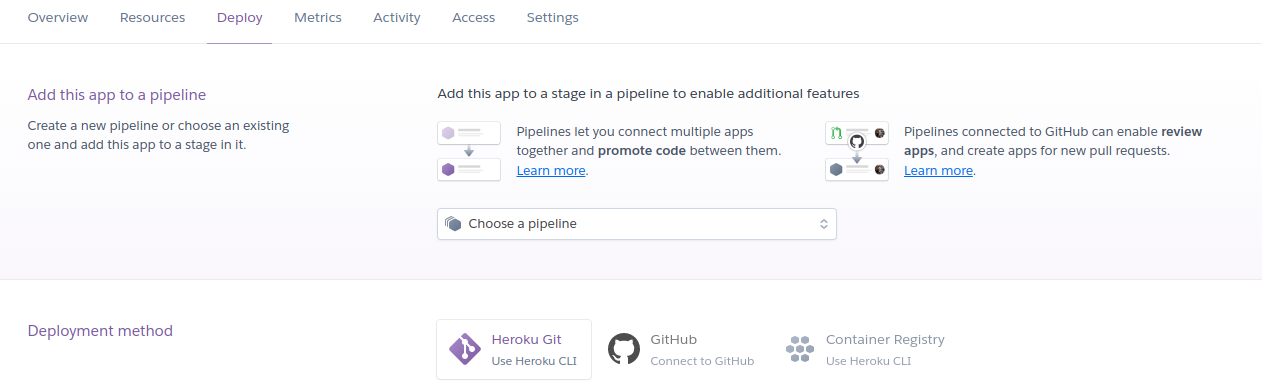 Overview Resources Deploy Metrics Activity Access Settings
Add this app to a pipeline
Create a new pipeline or choose an existing
one and add this app to a stage in it.
Add this app to a stage in a pipeline to enable additional features
Pipelines let you connect multiple apps
together and promote code between them.
Learn more.
Pipelines connected to GitHub can enable review
apps, and create apps for new pull requests.
Learn more.
Choose a pipeline
Deployment method
Heroku Git
Use Heroku CLI
GitHub
Connect to GitHub
Container Registry
Use Heroku CLI